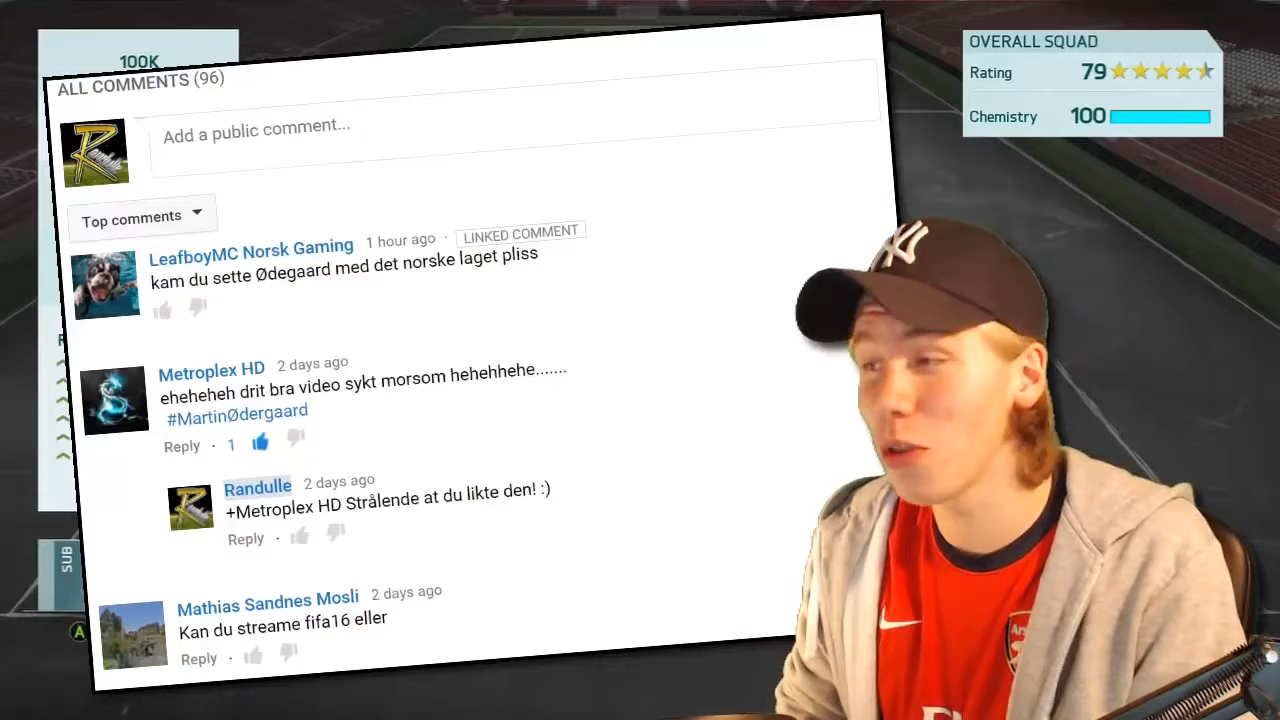 100K
ALL COMMENTS (96)
Add a public comment...
Top comments
LeafboyMC Norsk Gaming 1 hour ago · LINKED COMMENT
kam du sette Ødegaard med det norske laget pliss
Metroplex HD 2 days ago
eheheheh drit bra video sykt morsom hehehhehe.......
#MartinØdergaard
Reply · 1
Randulle 2 days ago
+Metroplex HD Strålende at du likte den! :)
Reply ·
Mathias Sandnes Mosli 2 days ago
Kan du streame fifa16 eller
Reply ·
OVERALL SQUAD
Rating 79
Chemistry 100
SUB
A